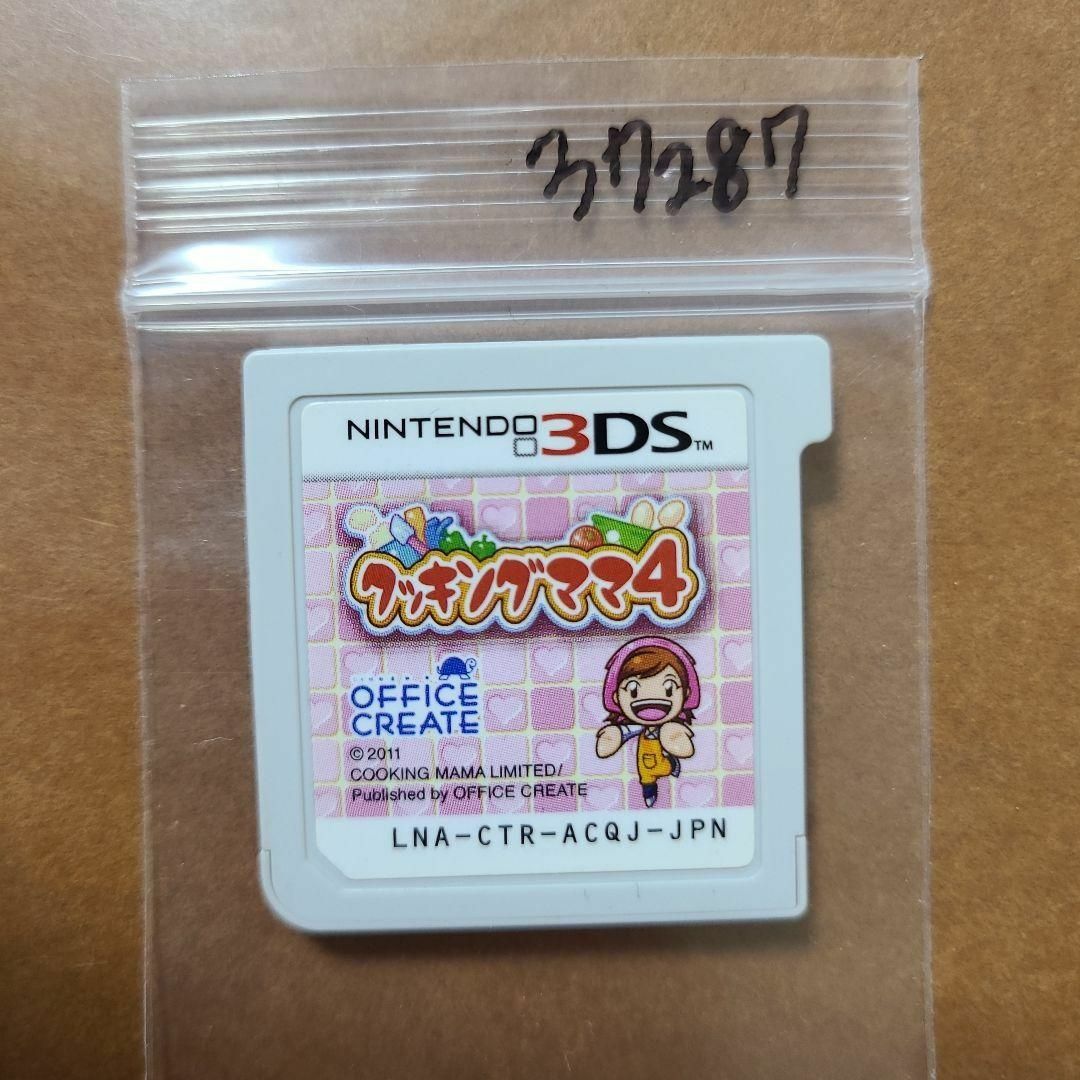 37287
NINTENDO 3DS™
クッキングママ4
OFFICE
CREATE
© 2011
COOKING MAMA LIMITED/
Published by OFFICE CREATE
LNA-CTR-ACQJ-JPN